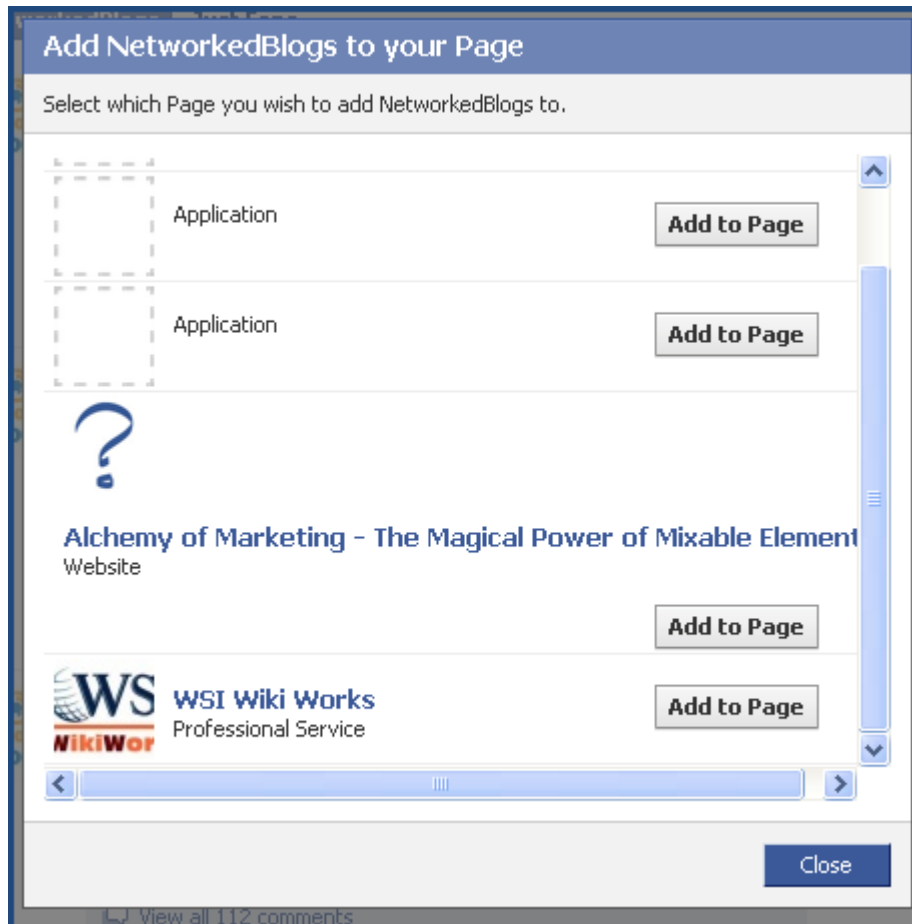 Add NetworkedBlogs to your Page
Select which Page you wish to add NetworkedBlogs to.
Application
Add to Page
Application
Add to Page
?
Alchemy of Marketing - The Magical Power of Mixable Element
Website
Add to Page
WS
WikiWor
WSI Wiki Works
Professional Service
Add to Page
Close
View all 112 comments